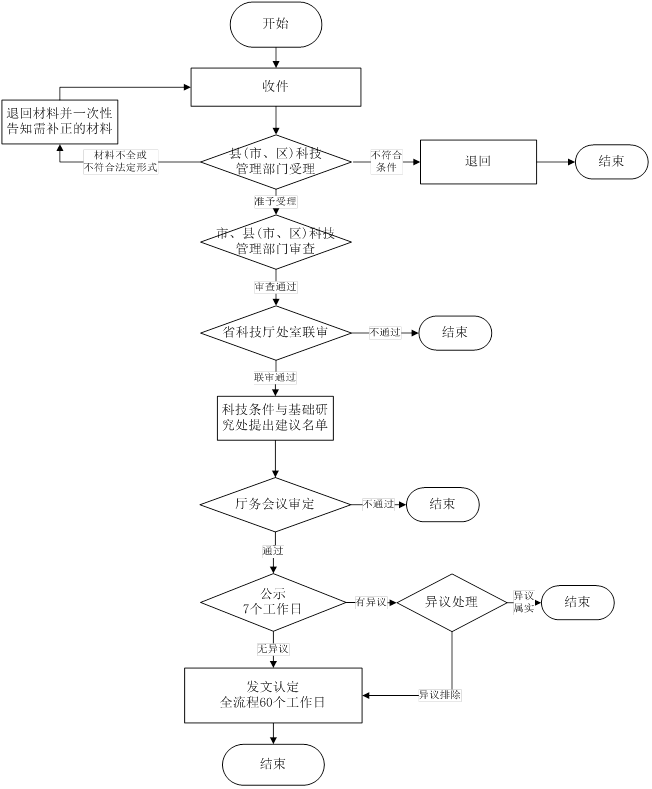 开始
收件
退回材料并一次性
告知需补正的材料
材料不全或
不符合法定形式
县(市、区)科技
管理部门受理
不符合
条件
退回
结束
准予受理
市、县(市、区)科技
管理部门审查
审查通过
省科技厅处室联审
不通过
结束
联审通过
科技条件与基础研
究处提出建议名单
厅务会议审定
不通过
结束
通过
公示
7个工作日
有异议
异议处理
异议
属实
结束
无异议
异议排除
发文认定
全流程60个工作日
结束